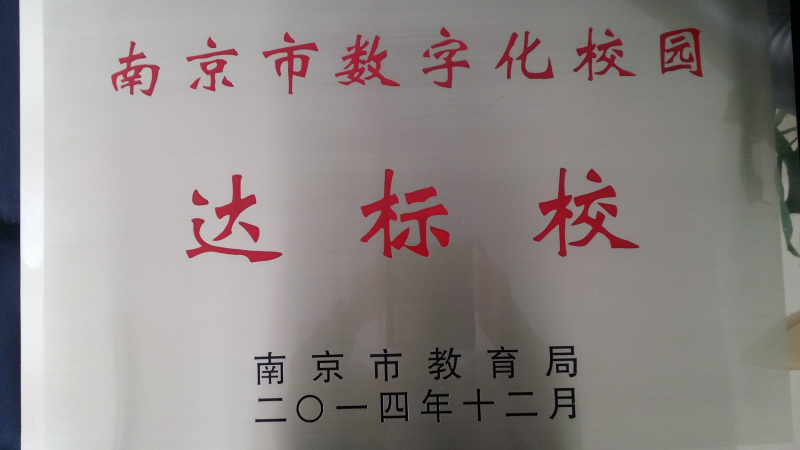 南京市数字化校园
达标校
南京市教育局
二〇一四年十二月